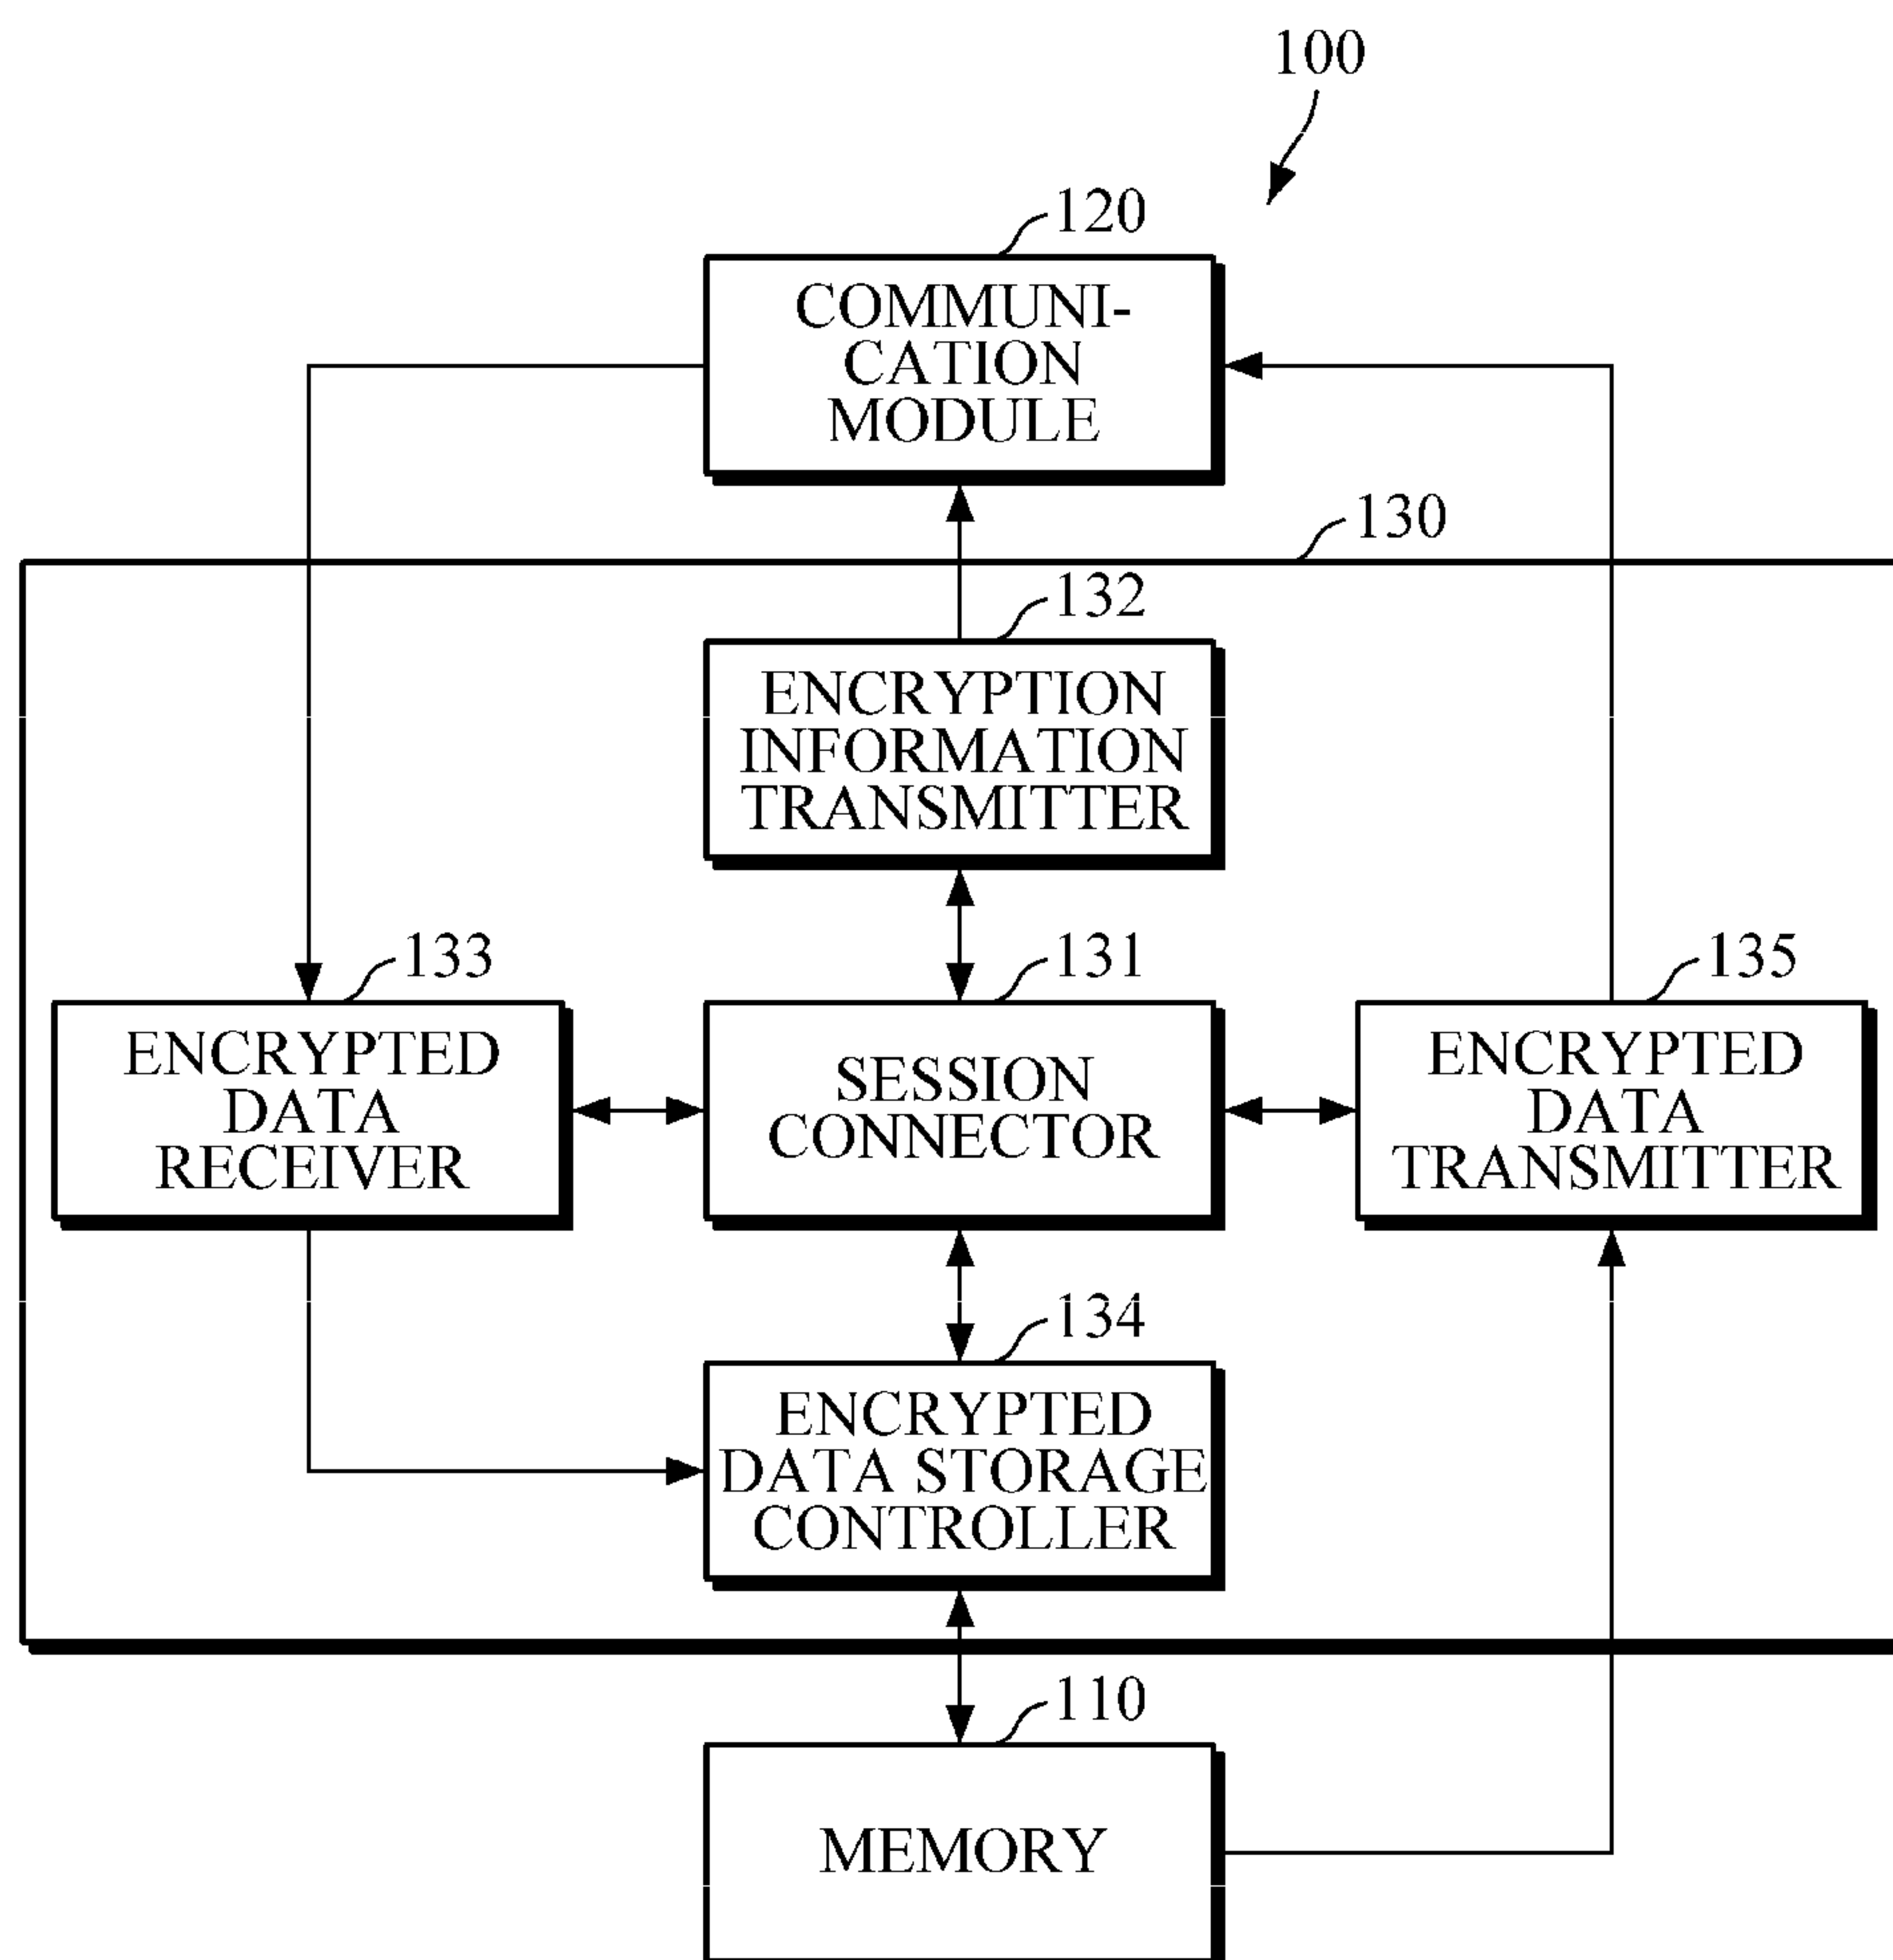 100
120
COMMUNI-
CATION
MODULE
130
132
ENCRYPTION
INFORMATION
TRANSMITTER
133
ENCRYPTED
DATA
RECEIVER
131
SESSION
CONNECTOR
135
ENCRYPTED
DATA
TRANSMITTER
134
ENCRYPTED
DATA STORAGE
CONTROLLER
110
MEMORY